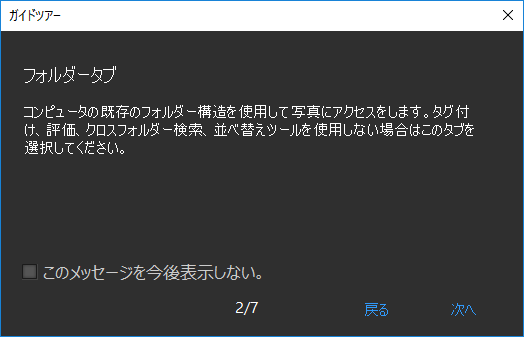 ガイドツアー
フォルダータブ
コンピュータの既存のフォルダー構造を使用して写真にアクセスをします。タグ付
け、評価、クロスフォルダー検索、並べ替えツールを使用しない場合はこのタブを
選択してください。
このメッセージを今後表示しない。
2/7 戻る 次へ